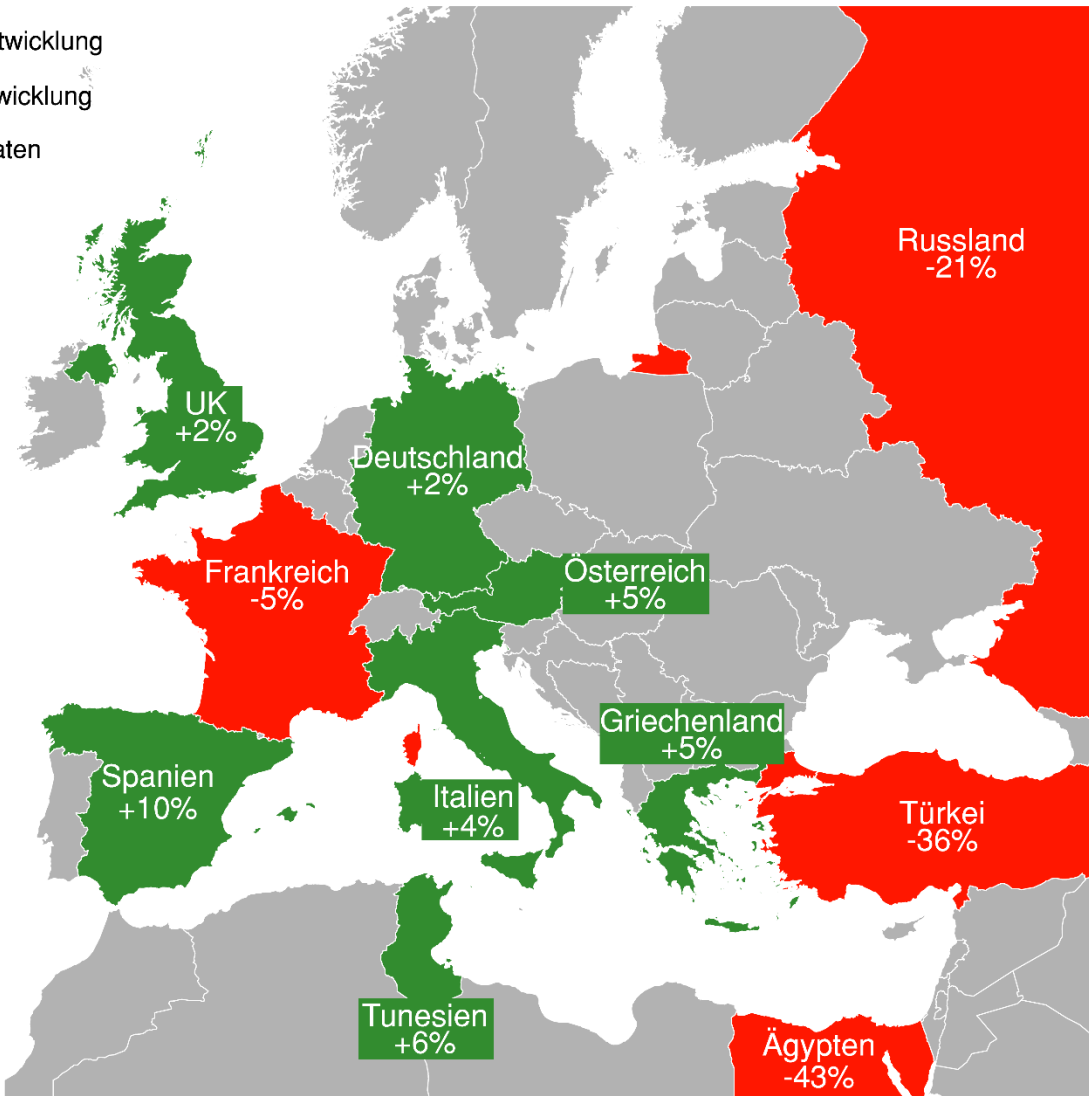 twicklung
wicklung
aten
Russland
-21%
UK
+2%
Deutschland
+2%
Frankreich
-5%
Österreich
+5%
Griechenland
+5%
Spanien
+10%
Italien
+4%
Türkei
-36%
Tunesien
+6%
Ägypten
-43%